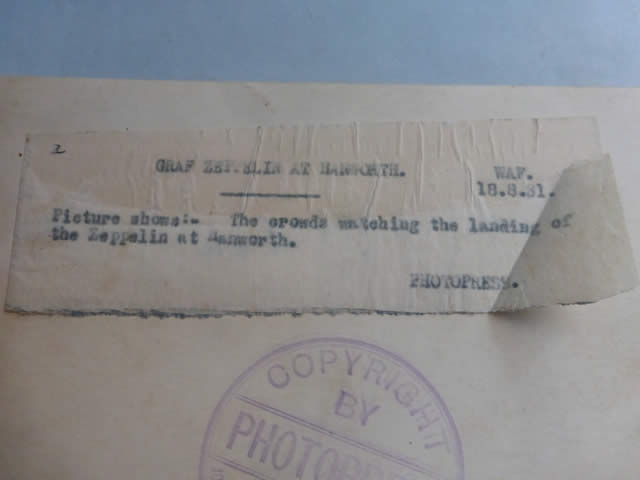 2
GRAF ZEPPELIN AT HANWORTH.
WAF.
18.8.31.
Picture shows:- The crowds watching the landing of
the Zeppelin at Hanworth.
PHOTOPRESS.
COPYRIGHT
BY
PHOTOPRE